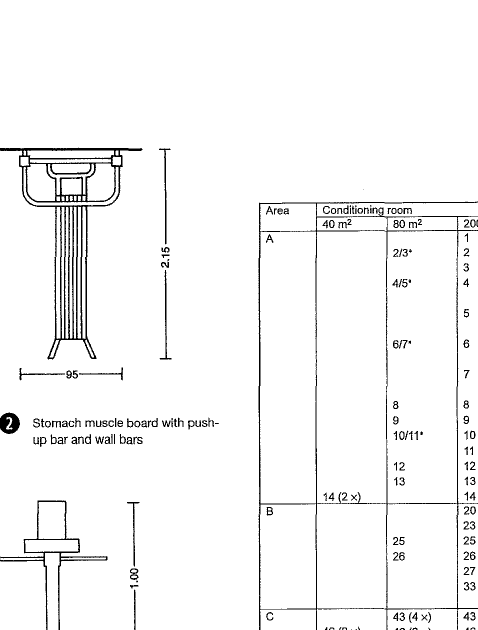 2.15
95
2 Stomach muscle board with push-
up bar and wall bars
1.00
Area Conditioning room
40 m² 80 m² 200
A 1
2/3* 2
3
4/5* 4
5
6/7* 6
7
8 8
9 9
10/11* 10
11
12 12
13 13
14 (2 x) 14
B 20
23
25 25
26 26
27
33
C 43 (4 x) 43